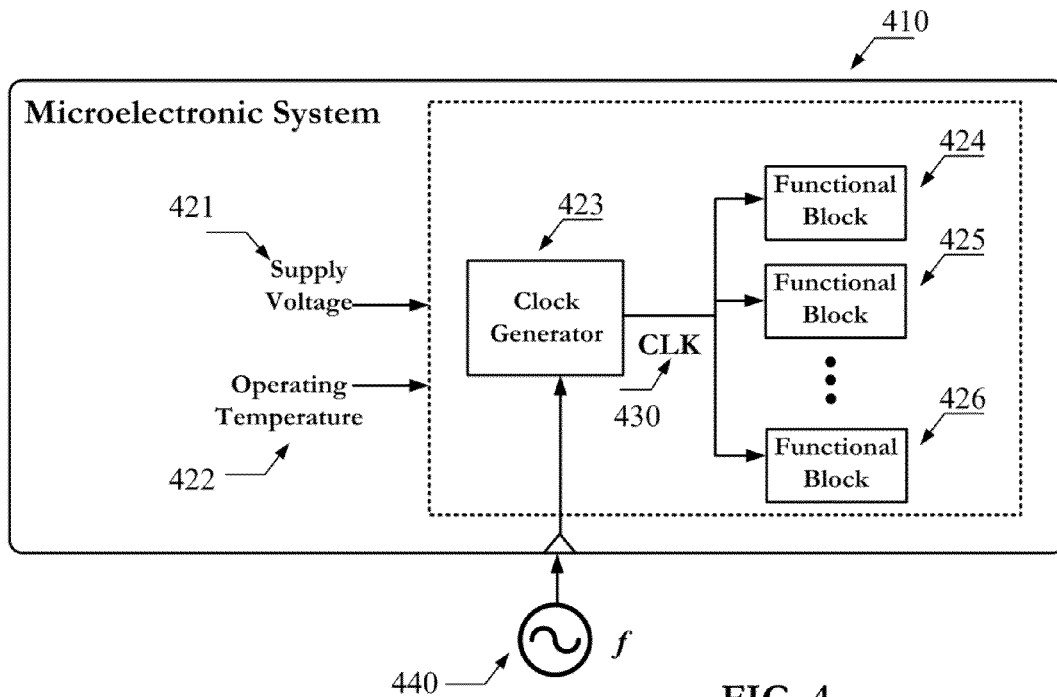 410
Microelectronic System
424
Functional
Block
423
421
425
Supply
Voltage
Functional
Block
Clock
Generator
CLK
430
Operating
Temperature
426
Functional
Block
422
f
440
FIG. 4